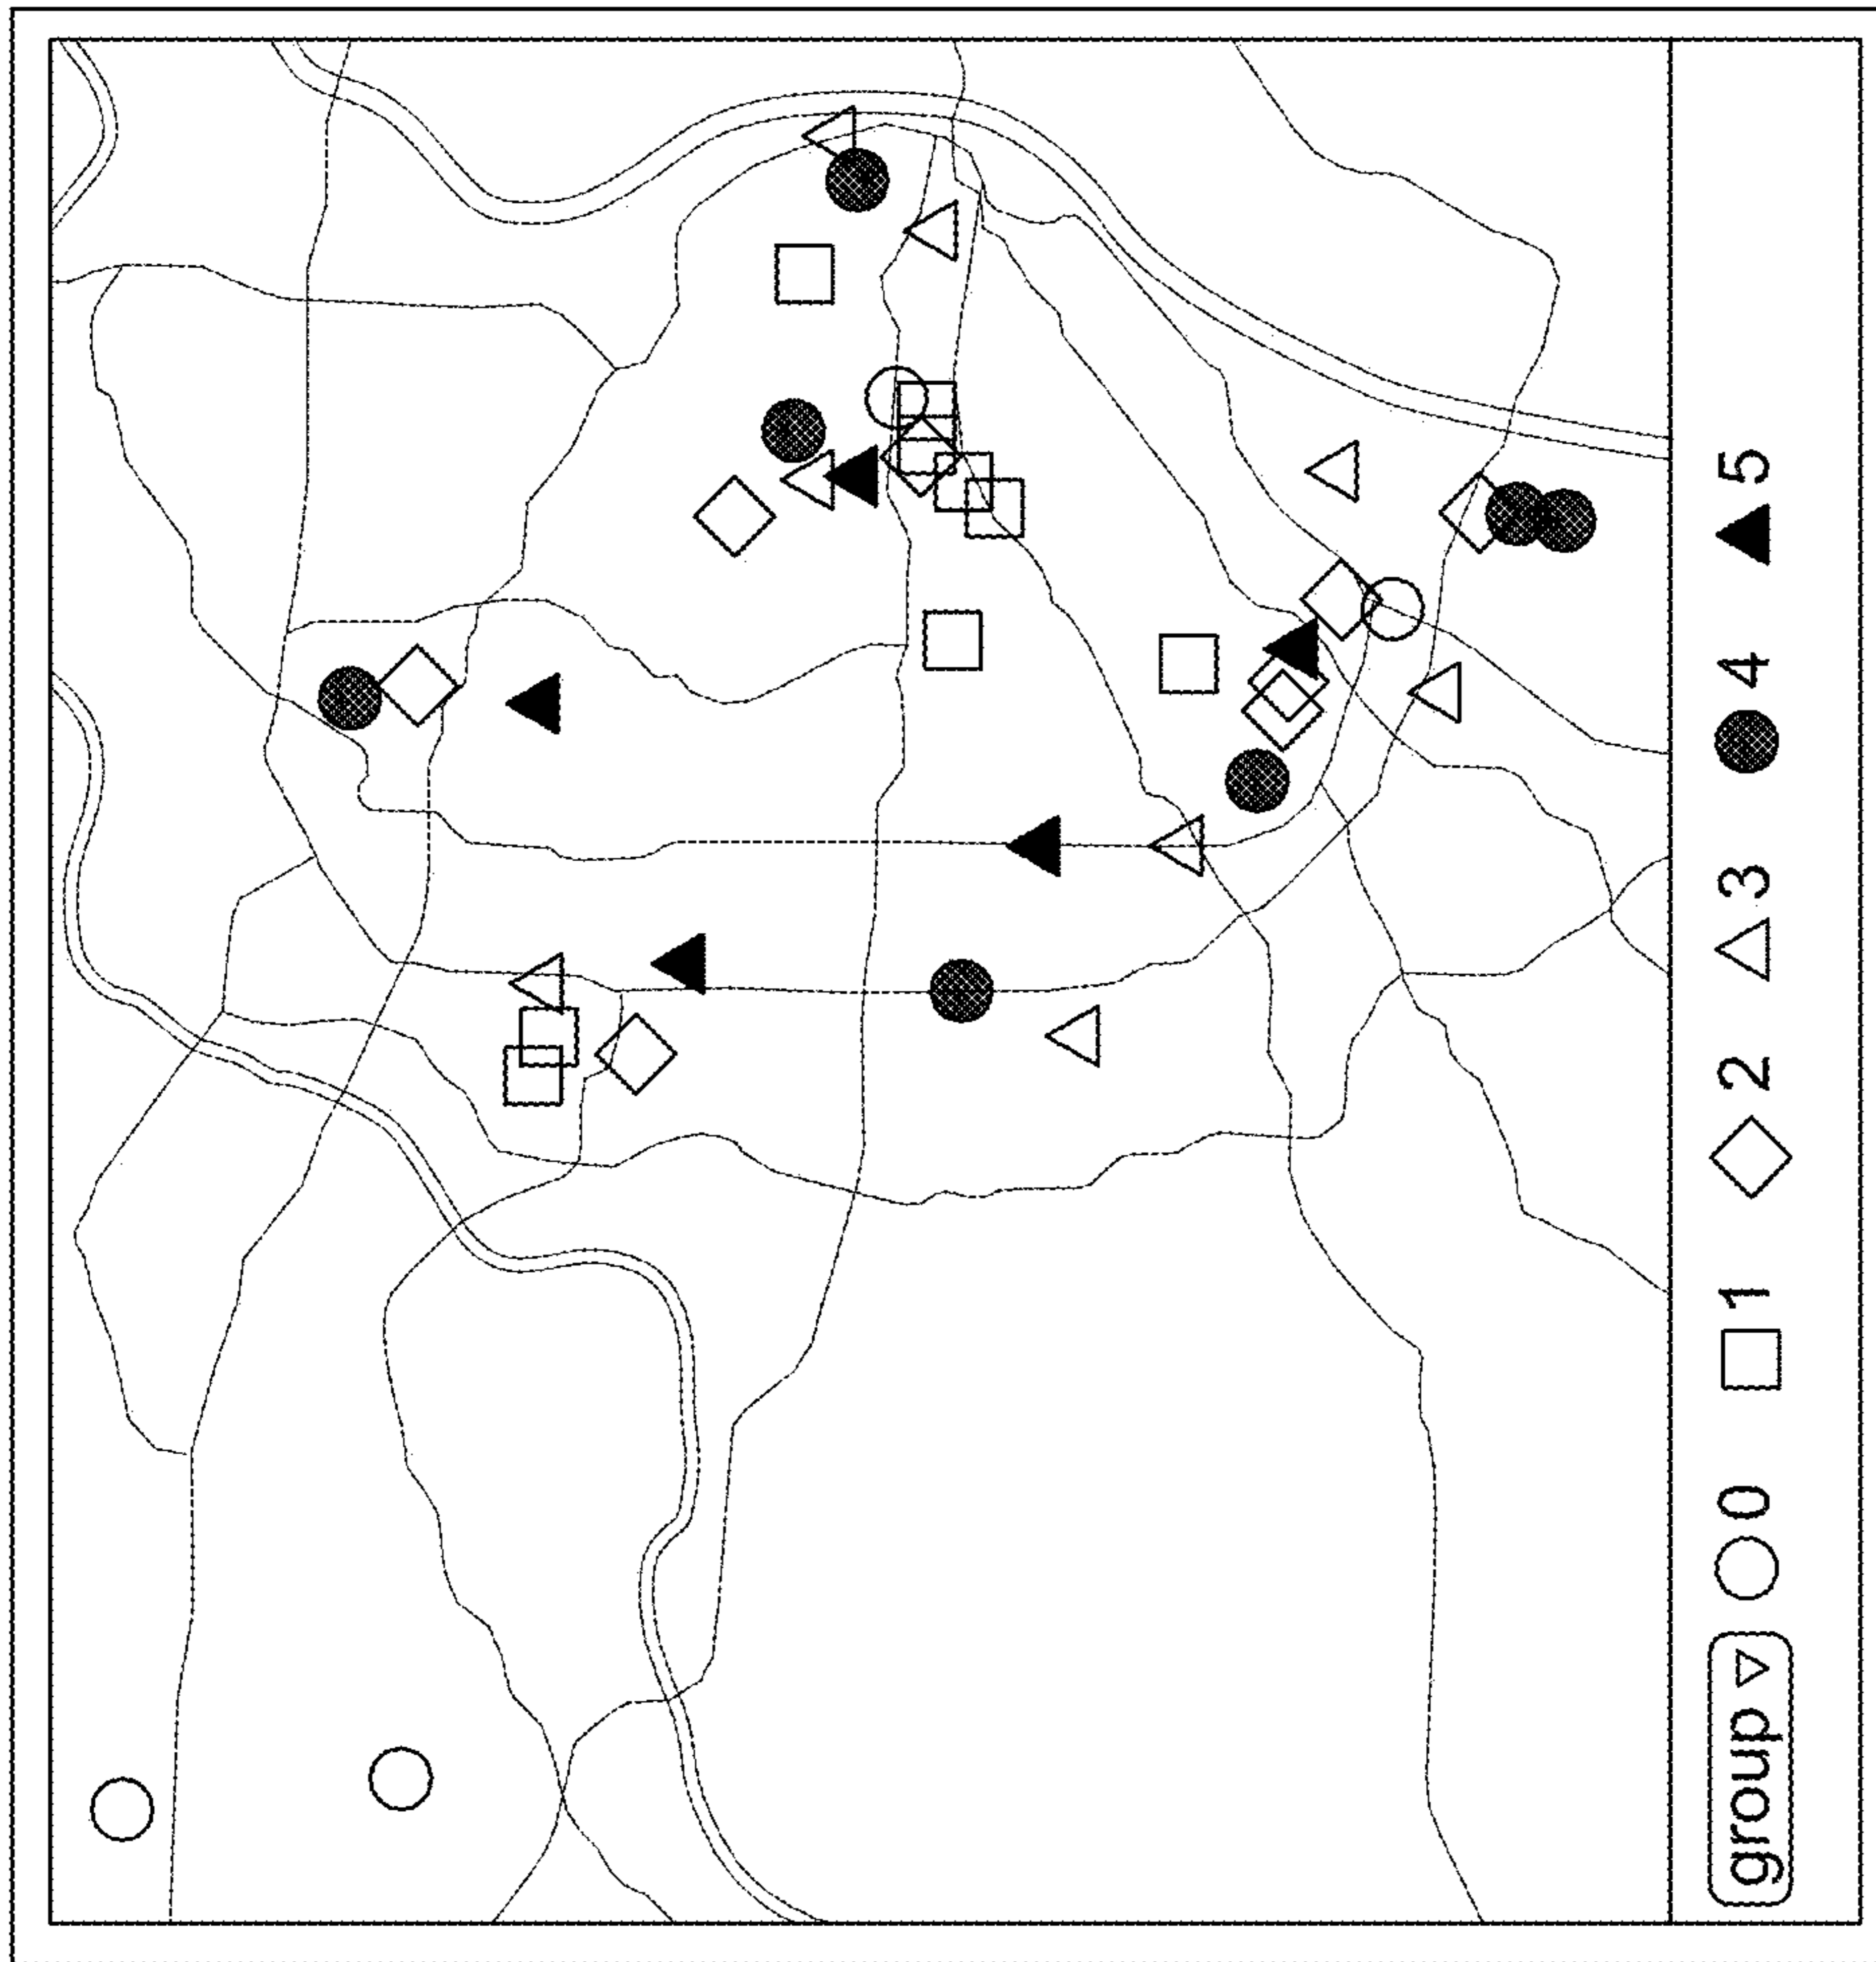 group ▽ ○ 0 □ 1 ◇ 2 △ 3 ● 4 ▲ 5